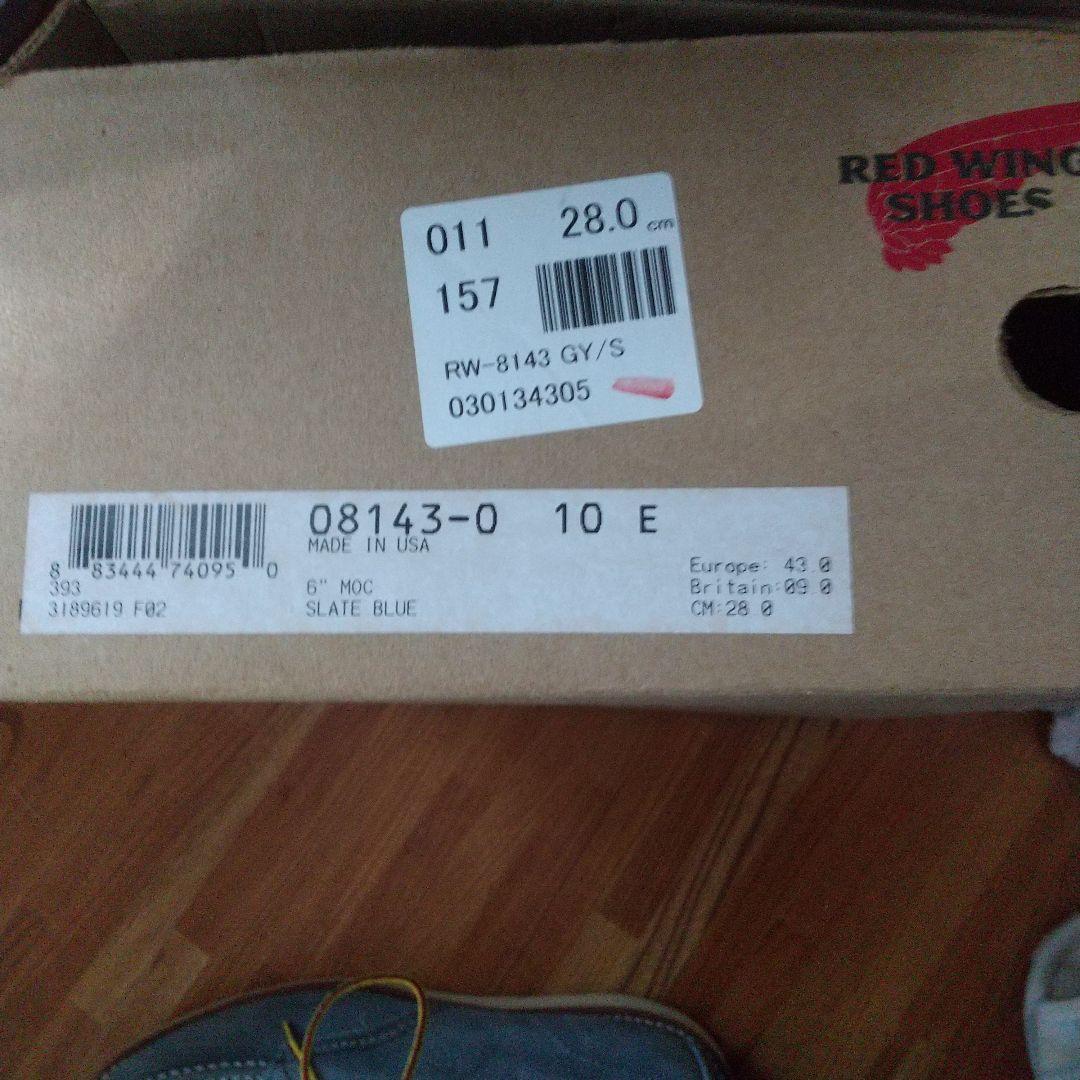 RED WING
SHOES
011 28.0 cm
157
RW-8143 GY/S
030134305
08143-0 10 E
MADE IN USA
8 83444 74095 0
393
3189619 F02
6" MOC
SLATE BLUE
Europe: 43.0
Britain:09.0
CM:28 0